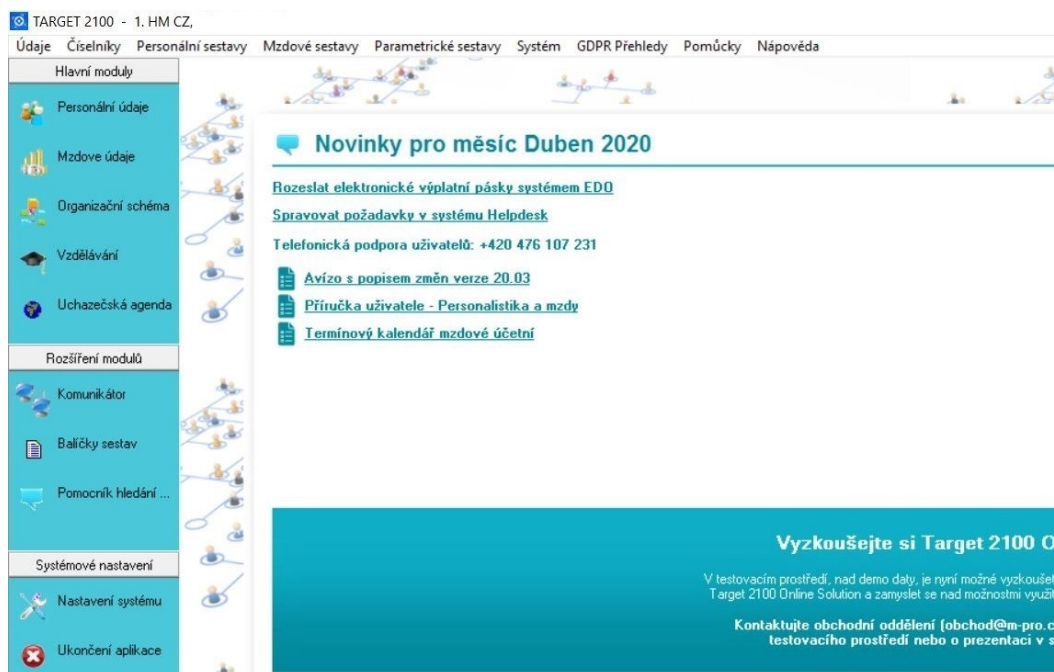 TARGET 2100 - 1. HM CZ,
Údaje Číselníky Personální sestavy Mzdové sestavy Parametrické sestavy Systém GDPR Přehledy Pomůcky Nápověda
Hlavní moduly
Personální údaje
Mzdove údaje
Organizační schéma
Vzdělávání
Uchazečská agenda
Rozšíření modulů
Komunikátor
Balíčky sestav
Pomocník hledání ...
Systémové nastavení
Nastavení systému
Ukončení aplikace
Novinky pro měsíc Duben 2020
Rozeslat elektronické výplatní pásky systémem EDO
Spravovat požadavky v systému Helpdesk
Telefonická podpora uživatelů: +420 476 107 231
Avízo s popisem změn verze 20.03
Příručka uživatele - Personalistika a mzdy
Termínový kalendář mzdové účetní
Vyzkoušejte si Target 2100 O
V testovacím prostředí, nad demo daty, je nyní možné vyzkoušet
Target 2100 Online Solution a zamyslet se nad možnostmi využit
Kontaktujte obchodní oddělení (obchod@m-pro.c
testovacího prostředí nebo o prezentaci v s